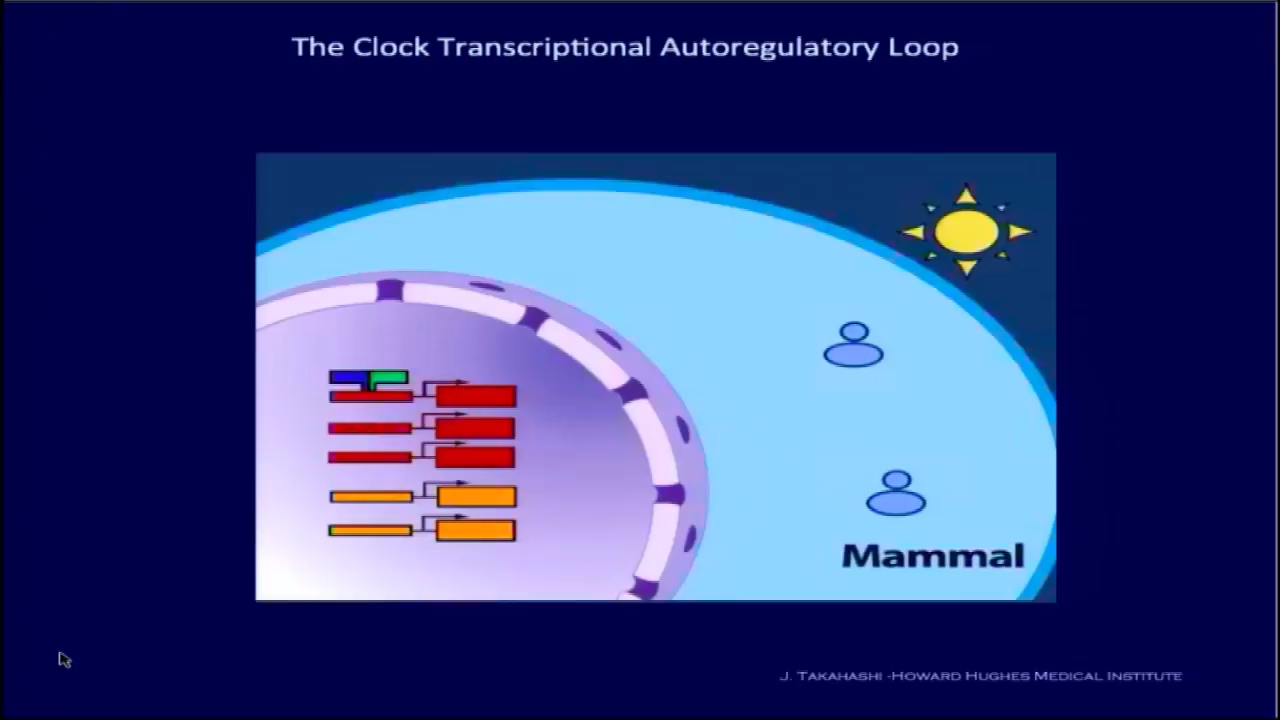 The Clock Transcriptional Autoregulatory Loop
Mammal
J. Takahashi -Howard Hughes Medical Institute